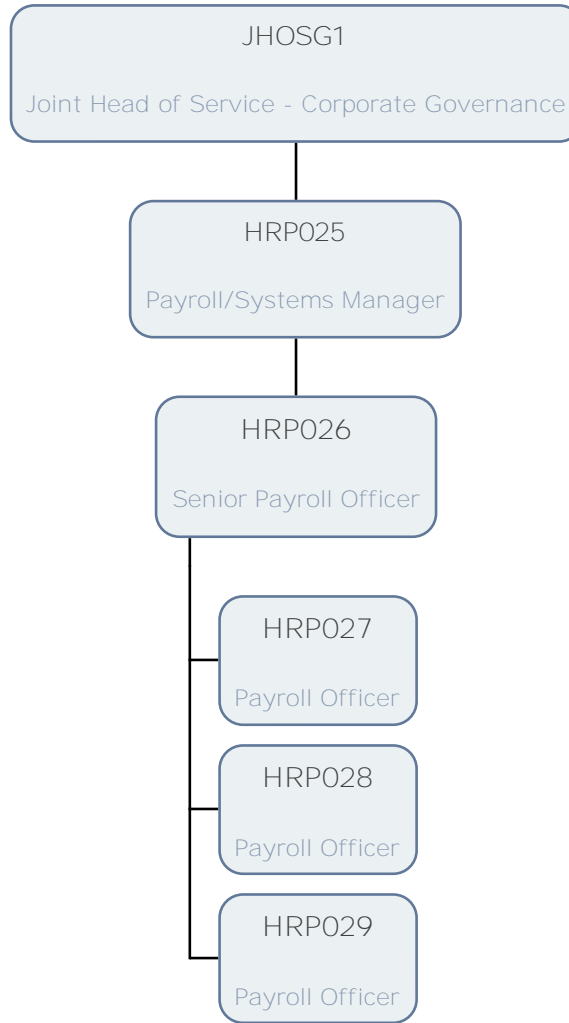 JHOSG1
Joint Head of Service - Corporate Governance
HRP025
Payroll/Systems Manager
HRP026
Senior Payroll Officer
HRP027
Payroll Officer
HRP028
Payroll Officer
HRP029
Payroll Officer